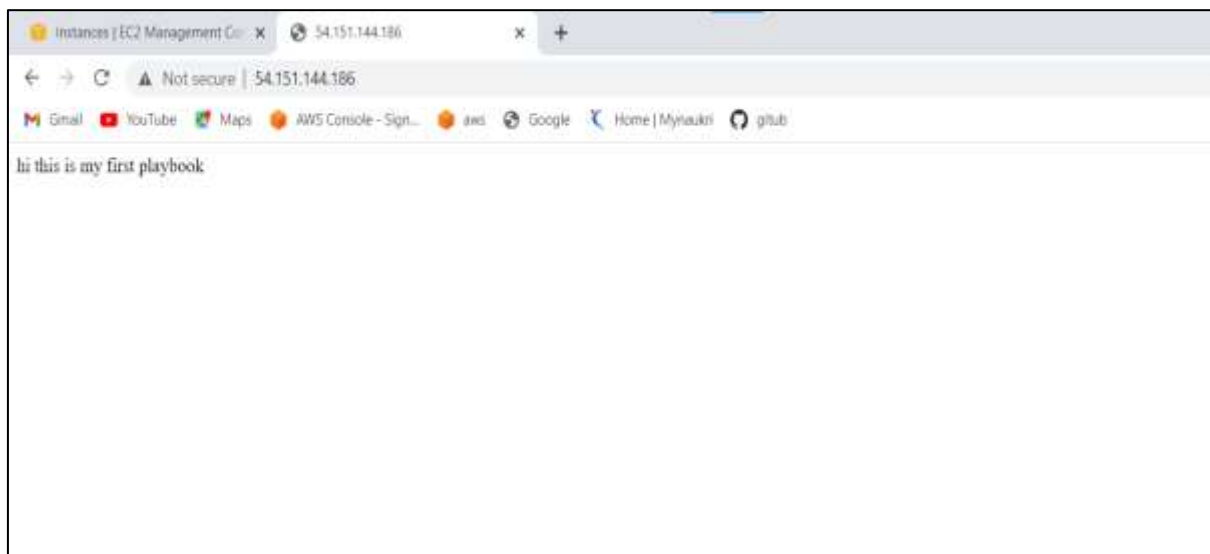 Instances | EC2 Management Co
54.151.144.186
Not secure | 54.151.144.186
Gmail YouTube Maps AWS Console - Sign... aws Google Home | Mynaukri gitub
hi this is my first playbook